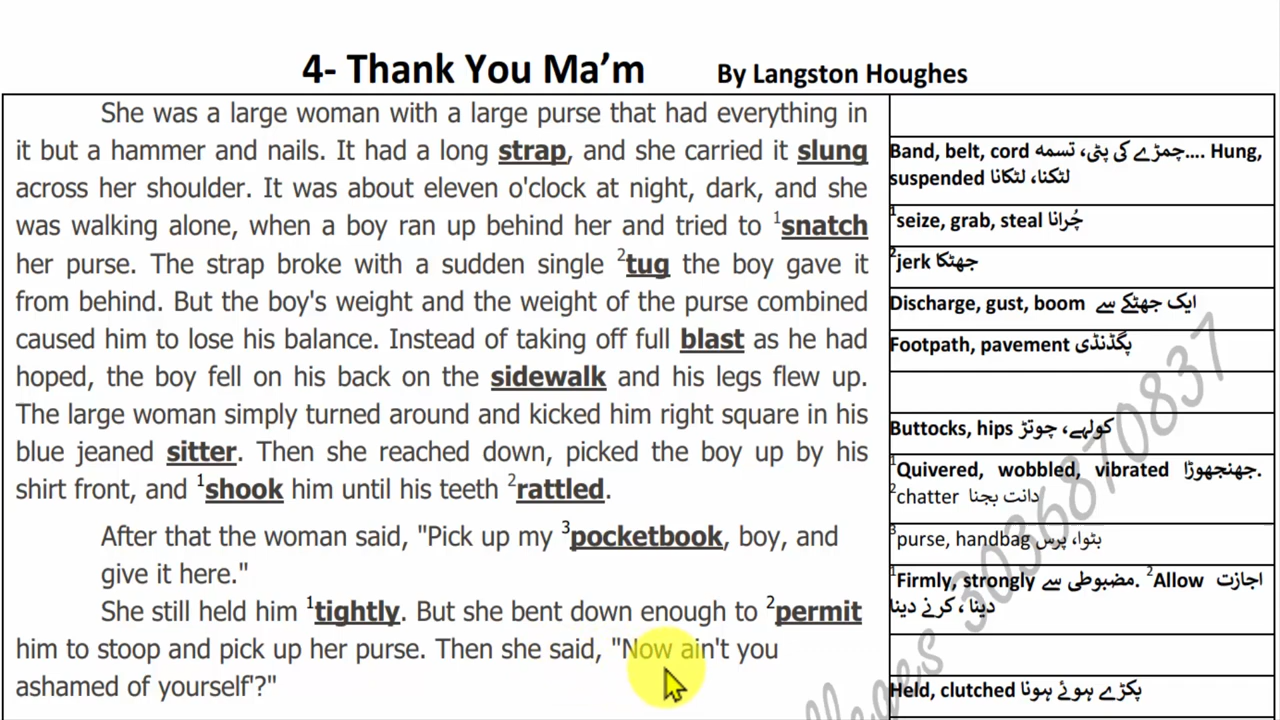 4- Thank You Ma’m By Langston Houghes
She was a large woman with a large purse that had everything in
it but a hammer and nails. It had a long strap, and she carried it slung
across her shoulder. It was about eleven o'clock at night, dark, and she
was walking alone, when a boy ran up behind her and tried to ¹snatch
her purse. The strap broke with a sudden single ²tug the boy gave it
from behind. But the boy's weight and the weight of the purse combined
caused him to lose his balance. Instead of taking off full blast as he had
hoped, the boy fell on his back on the sidewalk and his legs flew up.
The large woman simply turned around and kicked him right square in his
blue jeaned sitter. Then she reached down, picked the boy up by his
shirt front, and ¹shook him until his teeth ²rattled.
After that the woman said, "Pick up my ³pocketbook, boy, and
give it here."
She still held him ¹tightly. But she bent down enough to ²permit
him to stoop and pick up her purse. Then she said, "Now ain't you
ashamed of yourself'?"
Band, belt, cord چمڑے کی پٹی، تسمہ.... Hung,
suspended لٹکنا، لٹکانا
¹seize, grab, steal چُرانا
²jerk جھٹکا
Discharge, gust, boom ایک جھٹکے سے
Footpath, pavement پگڈنڈی
Buttocks, hips کولہے، چوتڑ
¹Quivered, wobbled, vibrated جھنجھوڑا.
²chatter دانت بجنا
³purse, handbag بٹوا، پرس
¹Firmly, strongly مضبوطی سے. ²Allow اجازت
دینا ، کرنے دینا
Held, clutched پکڑے ہوئے ہونا
lleges 3036870837